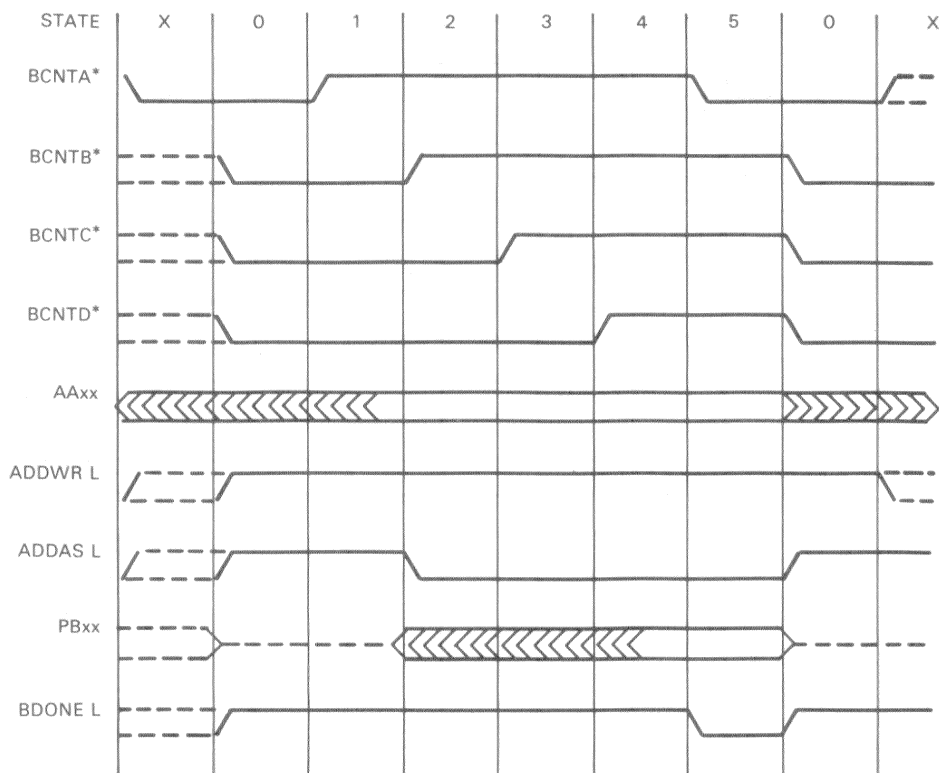 STATE X 0 1 2 3 4 5 0 X
BCNTA*
BCNTB*
BCNTC*
BCNTD*
AAxx
ADDWR L
ADDAS L
PBxx
BDONE L